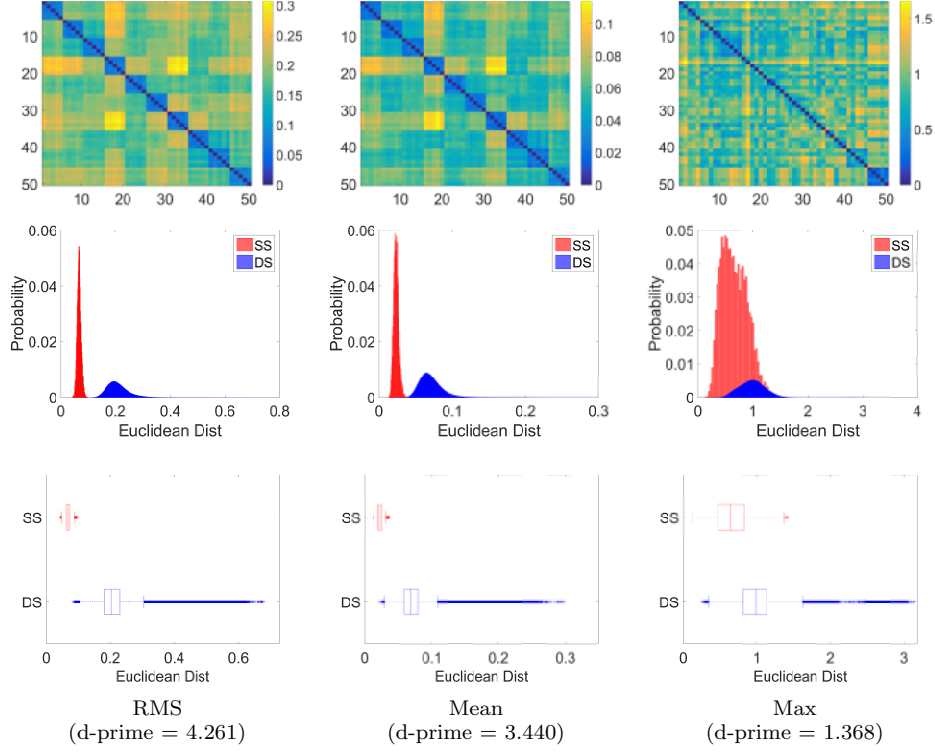 0.3
0.25
0.2
0.15
0.1
0.05
0
10
20
30
40
50
10 20 30 40 50
0.1
0.08
0.06
0.04
0.02
0
10
20
30
40
50
10 20 30 40 50
1.5
1
0.5
0
10
20
30
40
50
10 20 30 40 50
0.06
0.04
0.02
0
Probability
SS
DS
0 0.2 0.4 0.6 0.8
Euclidean Dist
0.06
0.04
0.02
0
Probability
SS
DS
0 0.1 0.2 0.3
Euclidean Dist
0.05
0.04
0.03
0.02
0.01
0
Probability
SS
DS
0 1 2 3 4
Euclidean Dist
SS
DS
0 0.2 0.4 0.6
Euclidean Dist
SS
DS
0 0.1 0.2 0.3
Euclidean Dist
SS
DS
0 1 2 3
Euclidean Dist
RMS
(d-prime = 4.261)
Mean
(d-prime = 3.440)
Max
(d-prime = 1.368)